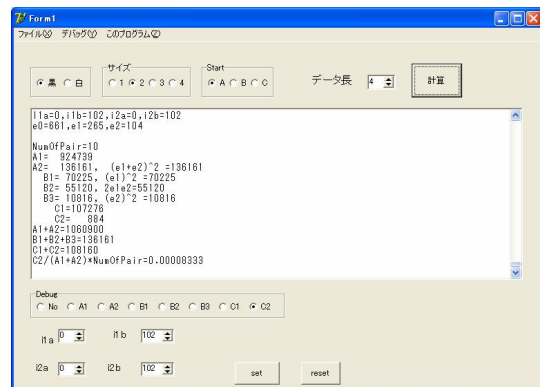 Form1
ファイル(X) デバッグ(Y) このプログラム(Z)
サイズ Start
黒 白 1 2 3 4 A B C データ長 4 計算
I1a=0,i1b=102,i2a=0,i2b=102
e0=661,e1=265,e2=104
NumOfPair=10
A1= 924739
A2= 136161, (e1+e2)^2 =136161
B1= 70225, (e1)^2 =70225
B2= 55120, 2e1e2=55120
B3= 10816, (e2)^2 =10816
C1=107276
C2= 884
A1+A2=1060900
B1+B2+B3=136161
C1+C2=108160
C2/(A1+A2)*NumOfPair=0.00008333
Debug
No A1 A2 B1 B2 B3 C1 C2
i1a 0 i1b 102
i2a 0 i2b 102 set reset